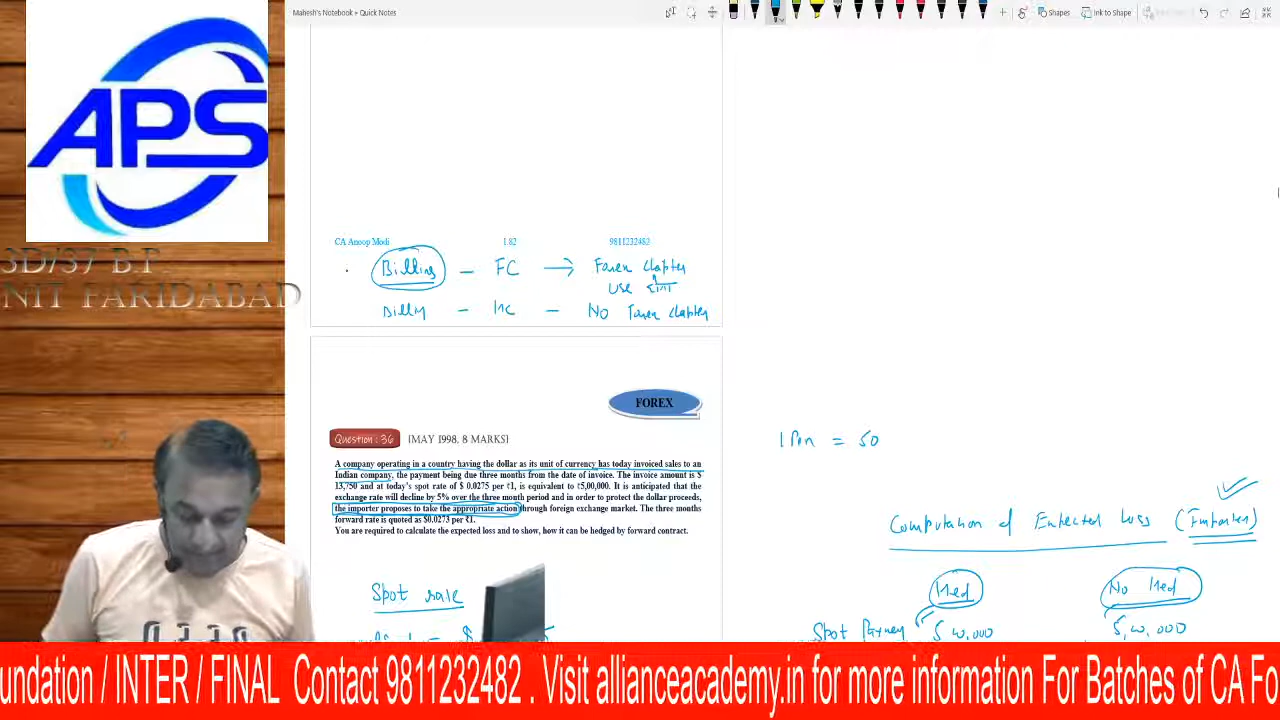 Mahesh's Notebook » Quick Notes
Shapes
Ink to Shape
APS
3D/37 B.P.
NIT FARIDABAD
CA Anoop Modi 1.82 9811232483
Billing – FC → Forex Chapter
Use
Billing – HC – No Forex Chapter
FOREX
Question : 36 [MAY 1998, 8 MARKS]
A company operating in a country having the dollar as its unit of currency has today invoiced sales to an
Indian company, the payment being due three months from the date of invoice. The invoice amount is $
13,750 and at today's spot rate of $ 0.0275 per ₹1, is equivalent to ₹5,00,000. It is anticipated that the
exchange rate will decline by 5% over the three month period and in order to protect the dollar proceeds,
the importer proposes to take the appropriate action through foreign exchange market. The three months
forward rate is quoted as $0.0273 per ₹1.
You are required to calculate the expected loss and to show, how it can be hedged by forward contract.
Spot rate
1 Pen = 50
Computation of Expected Loss (Importer)
Hed No Hed
Spot 5,00,000 5,00,000
undation / INTER / FINAL Contact 9811232482 . Visit allianceacademy.in for more information For Batches of CA Fo